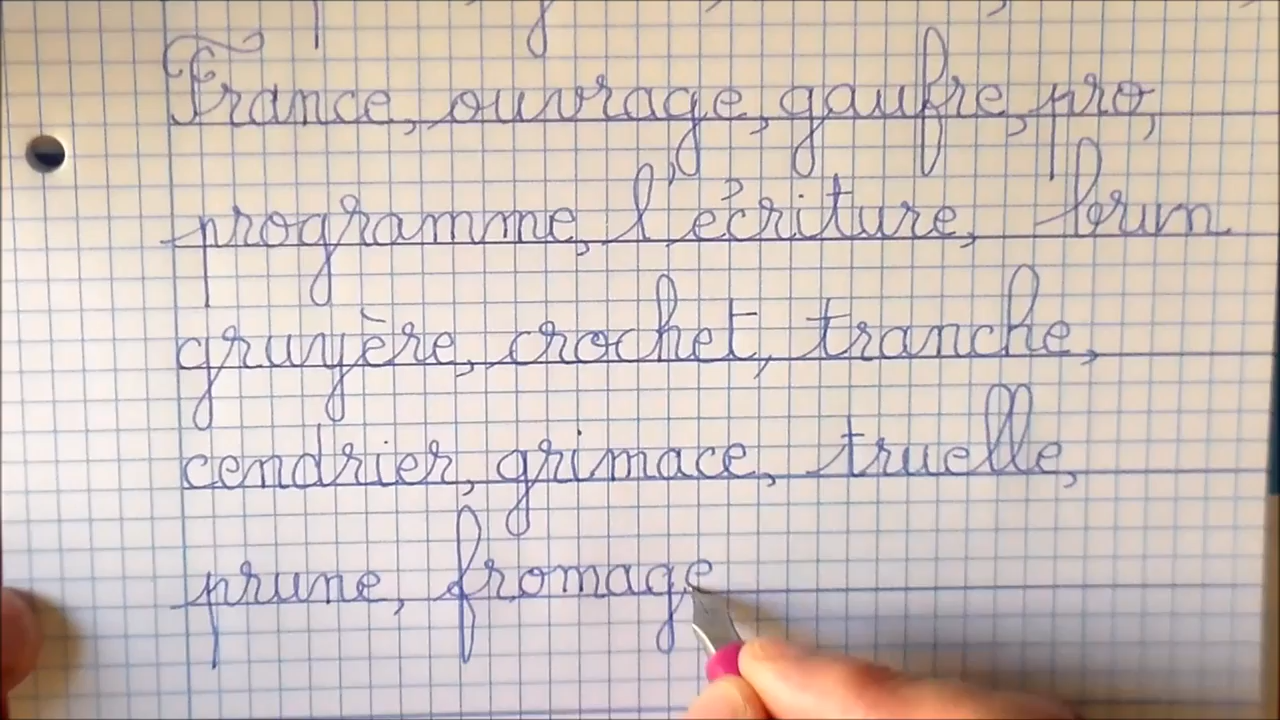 France, ouvrage, gaufre, pro,
programme, l'écriture, brun
gruyère, crochet, tranche,
cendrier, grimace, truelle,
prune, fromage